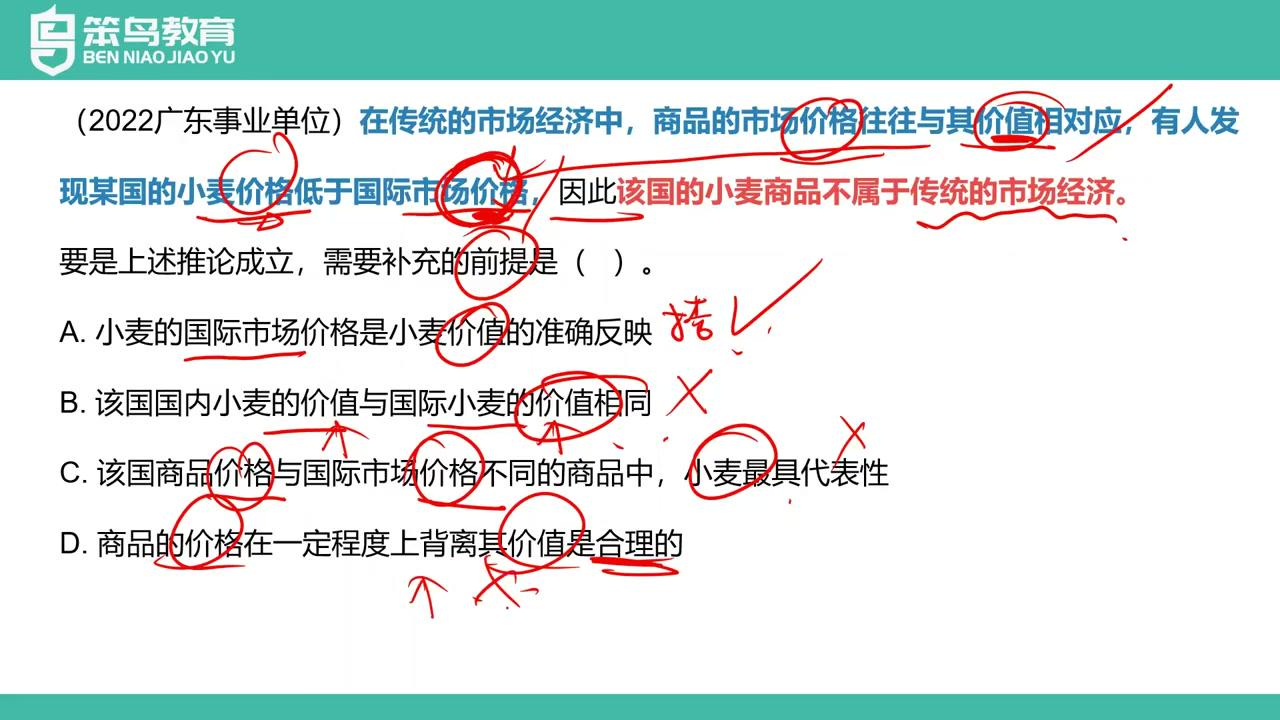 笨鸟教育
BEN NIAO JIAO YU
（2022广东事业单位）在传统的市场经济中，商品的市场价格往往与其价值相对应，有人发
现某国的小麦价格低于国际市场价格，因此该国的小麦商品不属于传统的市场经济。
要是上述推论成立，需要补充的前提是（ ）。
A. 小麦的国际市场价格是小麦价值的准确反映 搭
B. 该国国内小麦的价值与国际小麦的价值相同
C. 该国商品价格与国际市场价格不同的商品中，小麦最具代表性
D. 商品的价格在一定程度上背离其价值是合理的